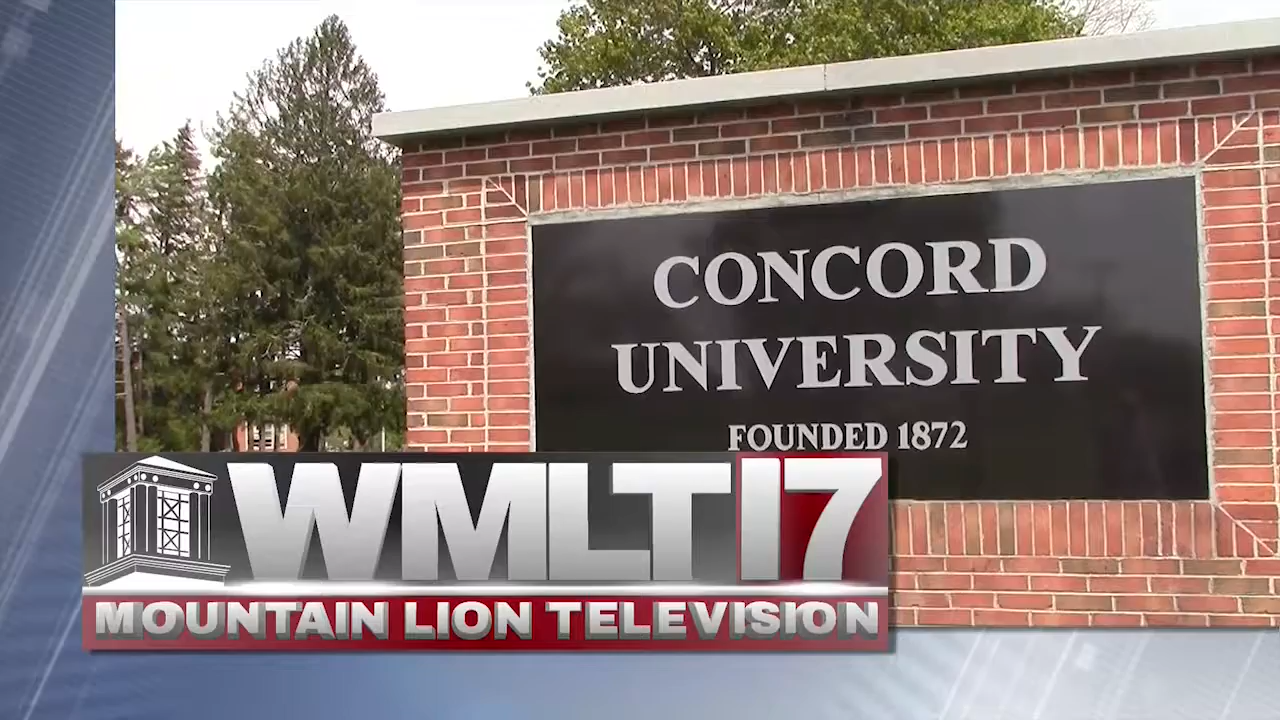 CONCORD
UNIVERSITY
FOUNDED 1872
WMLT17
MOUNTAIN LION TELEVISION